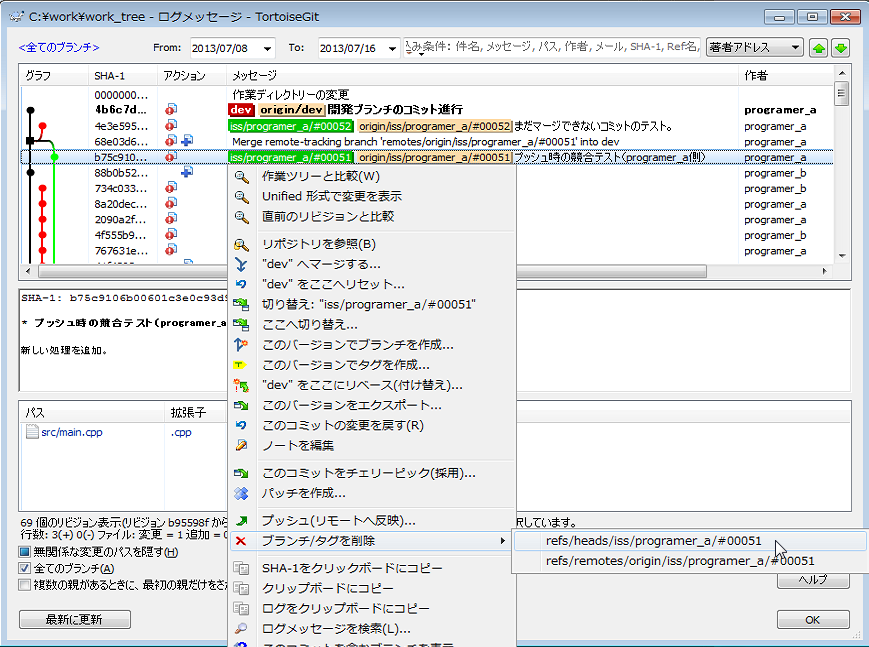 C:¥work¥work_tree - ログメッセージ - TortoiseGit
<全てのブランチ> From: 2013/07/08 To: 2013/07/16 み条件: 件名, メッセージ, パス, 作者, メール, SHA-1, Ref名, 著者アドレス
グラフ SHA-1 アクション メッセージ 作者
0000000... 作業ディレクトリーの変更
4b6c7d... dev origin/dev 開発ブランチのコミット進行 programer_a
4e3e595... iss/programer_a/#00052 origin/iss/programer_a/#00052 まだマージできないコミットのテスト。 programer_a
68e03d6... Merge remote-tracking branch 'remotes/origin/iss/programer_a/#00051' into dev programer_a
b75c910... iss/programer_a/#00051 origin/iss/programer_a/#00051 プッシュ時の競合テスト(programer_a側) programer_a
88b0b52... programer_b
734c033... programer_b
8a20dec... programer_a
2090a2f... programer_a
4f555b9... programer_b
767631e... programer_a
SHA-1: b75c9106b00601c3e0c93d
* プッシュ時の競合テスト(programer_a
新しい処理を追加。
パス 拡張子
src/main.cpp .cpp
69 個のリビジョン表示(リビジョン b95598f から 択しています。
行数: 3(+) 0(-) ファイル: 変更 = 1 追加 = 0
無関係な変更のパスを隠す(H)
全てのブランチ(A)
複数の親があるときに、最初の親だけをさ
最新に更新
ヘルプ
OK
作業ツリーと比較(W)
Unified 形式で変更を表示
直前のリビジョンと比較
リポジトリを参照(B)
"dev" へマージする...
"dev" をここへリセット...
切り替え: "iss/programer_a/#00051"
ここへ切り替え...
このバージョンでブランチを作成...
このバージョンでタグを作成...
"dev" をここにリベース(付け替え)...
このバージョンをエクスポート...
このコミットの変更を戻す(R)
ノートを編集
このコミットをチェリーピック(採用)...
パッチを作成...
プッシュ(リモートへ反映)...
ブランチ/タグを削除
refs/heads/iss/programer_a/#00051
refs/remotes/origin/iss/programer_a/#00051
SHA-1をクリックボードにコピー
クリップボードにコピー
ログをクリップボードにコピー
ログメッセージを検索(L)...
このコミットを含むブランチを表示